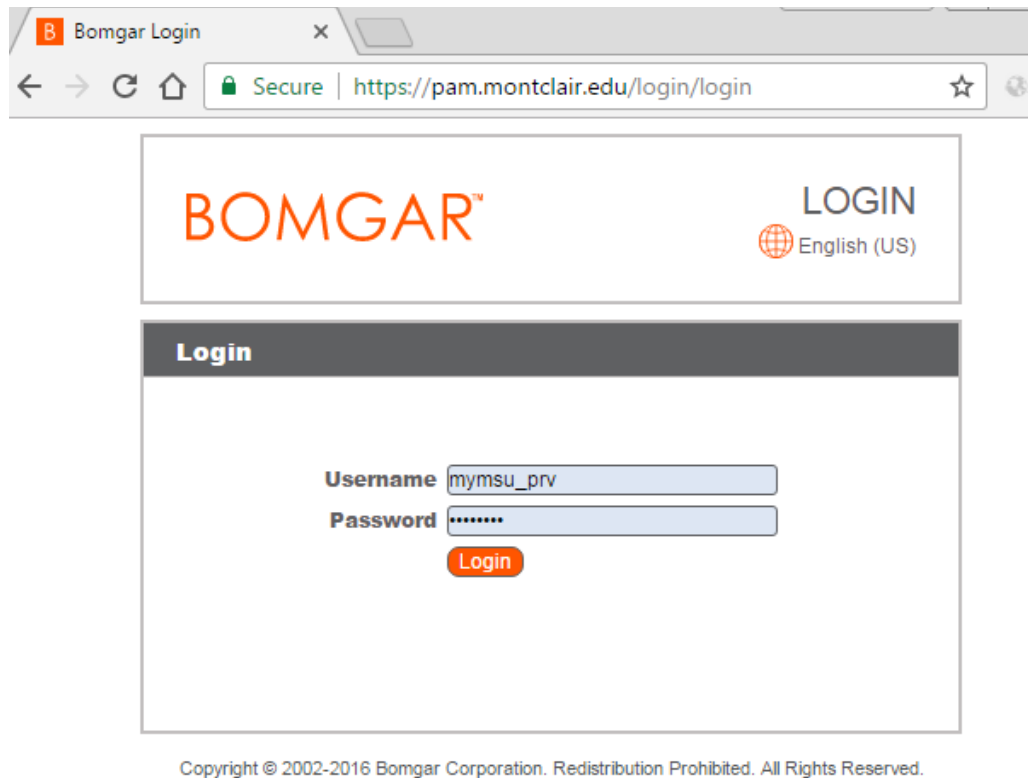 B Bomgar Login
Secure | https://pam.montclair.edu/login/login
BOMGAR™
LOGIN
English (US)
Login
Username mymsu_prv
Password ••••••••
Login
Copyright © 2002-2016 Bomgar Corporation. Redistribution Prohibited. All Rights Reserved.